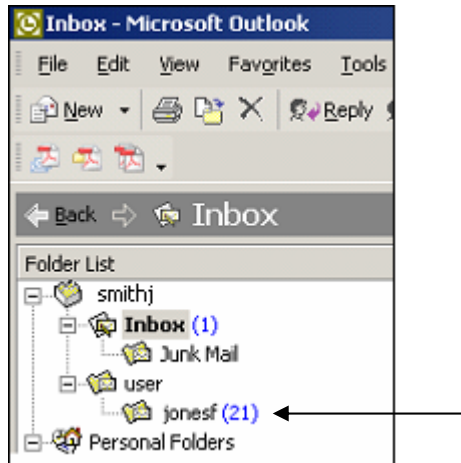 Inbox - Microsoft Outlook
File Edit View Favorites Tools
New Reply
Back Inbox
Folder List
smithj
Inbox (1)
Junk Mail
user
jonesf (21)
Personal Folders